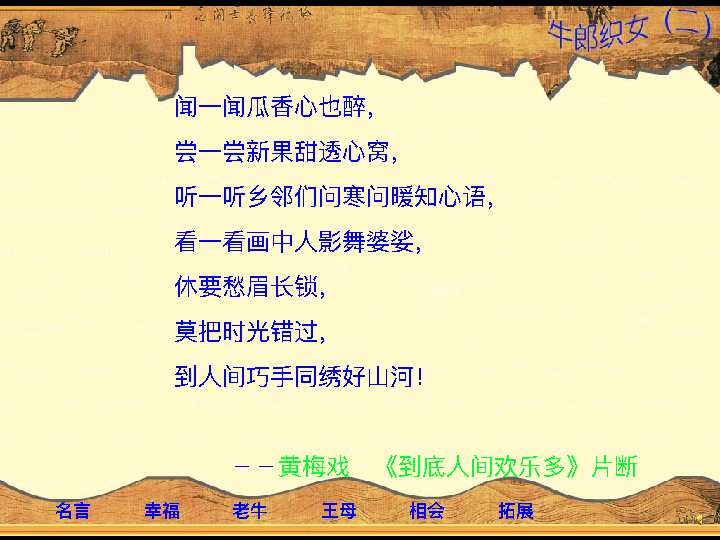 牛郎织女（二）
闻一闻瓜香心也醉，
尝一尝新果甜透心窝，
听一听乡邻们问寒问暖知心语，
看一看画中人影舞婆娑，
休要愁眉长锁，
莫把时光错过，
到人间巧手同绣好山河！
－－黄梅戏　《到底人间欢乐多》片断
名言　幸福　老牛　王母　相会　拓展